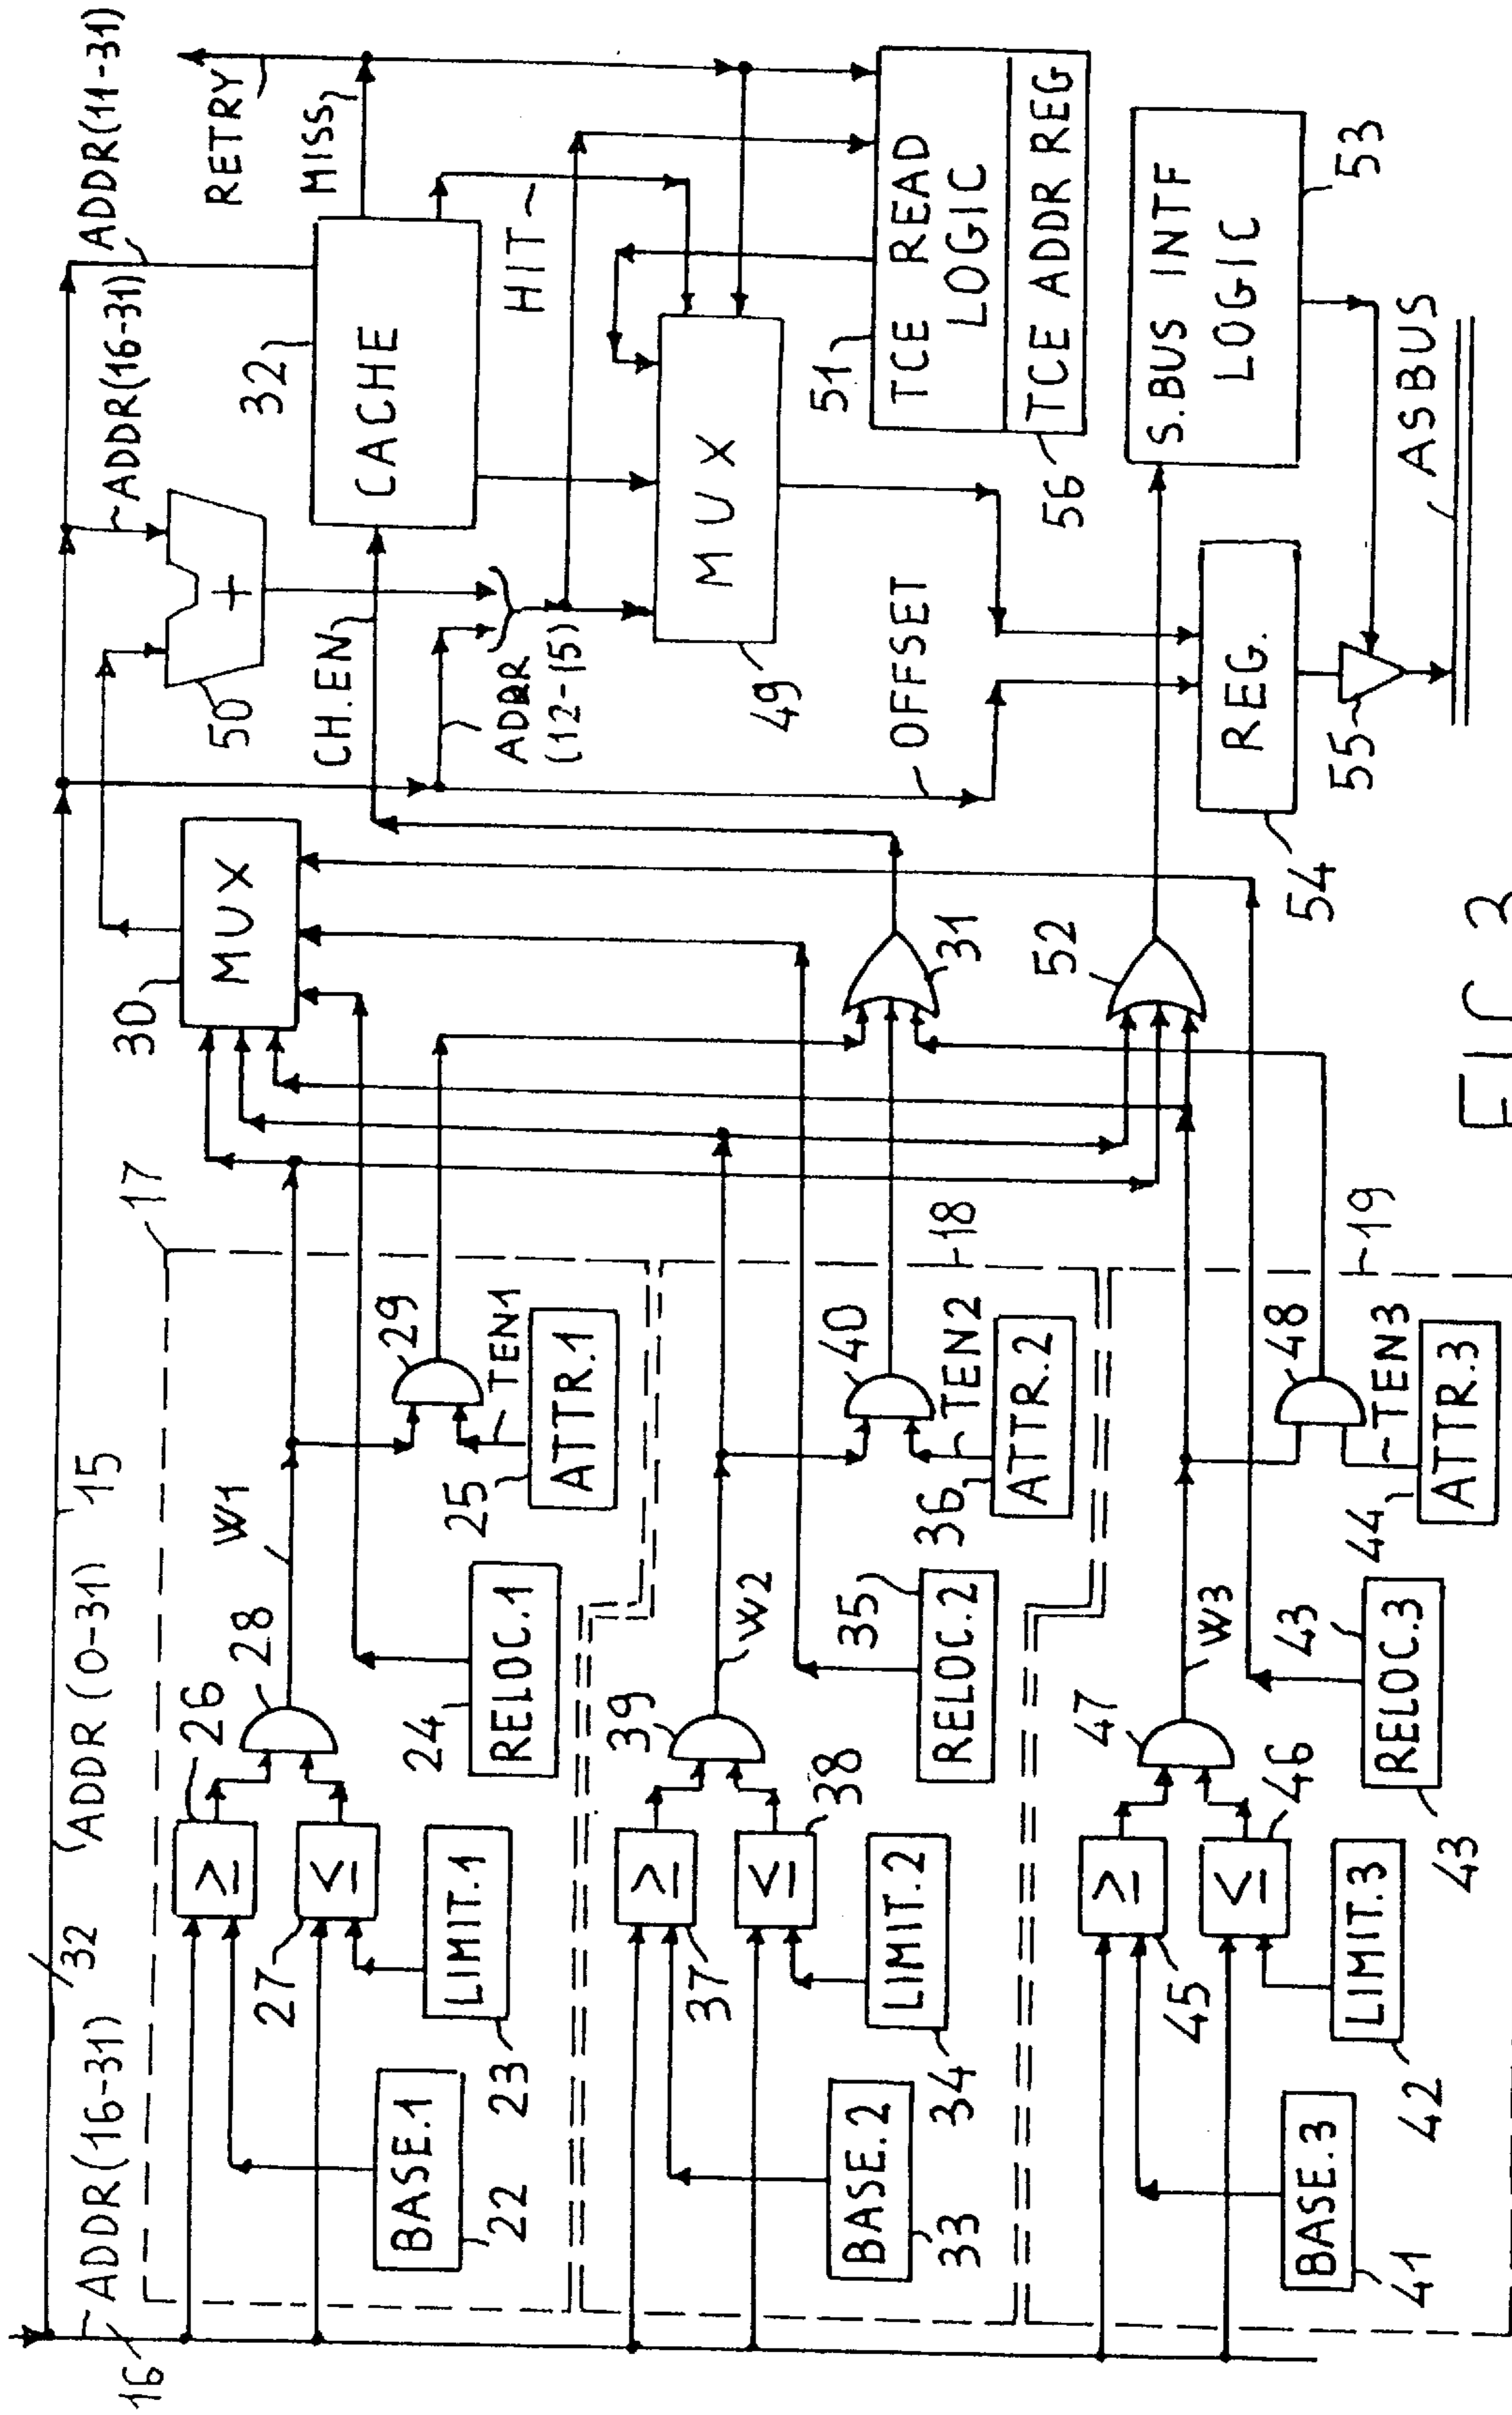 ADDR(16-31)
32
ADDR(0-31)
15
16
17
ADDR(16-31)
ADDR(11-31)
RETRY
MISS
26
28
W1
27
LIMIT.1
23
BASE.1
22
24
RELOC.1
29
TEN1
25
ATTR.1
30
MUX
50
+
32
CACHE
CH.EN
HIT
ADDR
(12-15)
MUX
49
51
TCE READ
LOGIC
TCE ADDR REG
56
≥
≤
≥
≤
37
39
38
W2
LIMIT.2
34
BASE.2
33
35
RELOC.2
40
TEN2
18
36
ATTR.2
31
52
OFFSET
S.BUS INTF
LOGIC
53
REG.
54
55
ASBUS
≥
≤
45
47
46
W3
LIMIT.3
42
BASE.3
41
43
RELOC.3
43
48
TEN3
19
44
ATTR.3